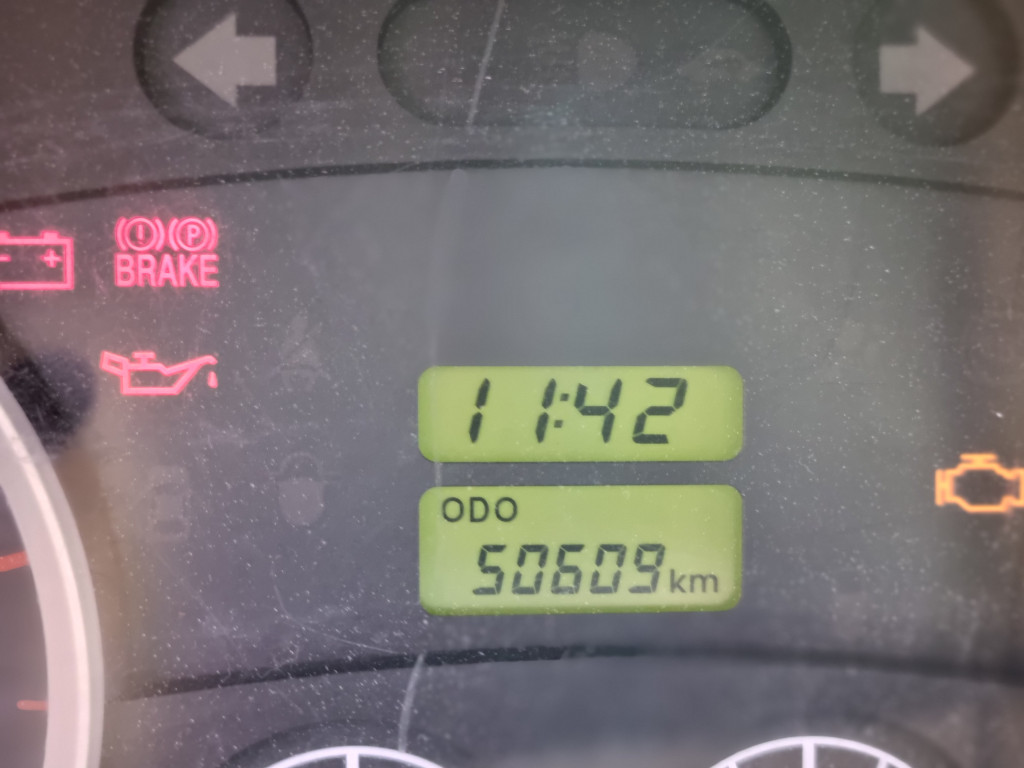 (!) (P)
BRAKE
11:42
ODO
50609 km